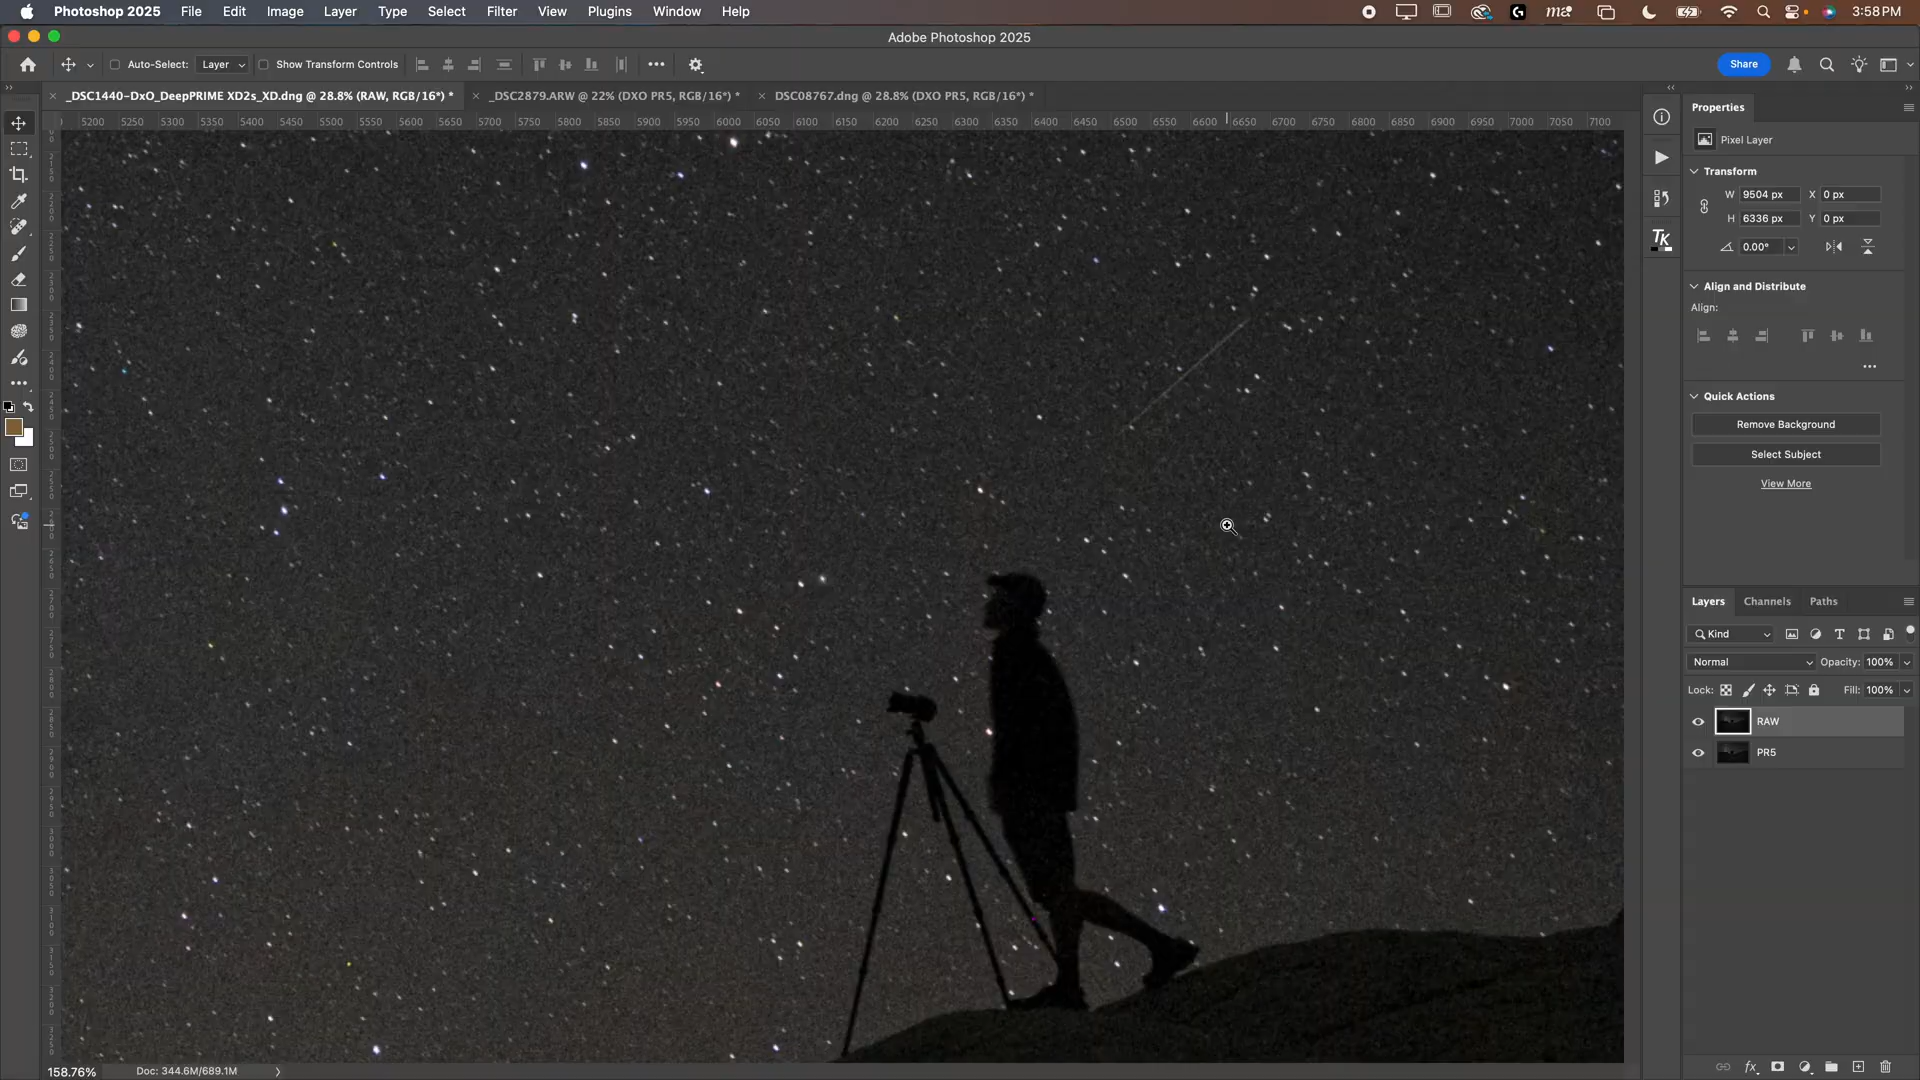 Photoshop 2025 File Edit Image Layer Type Select Filter View Plugins Window Help 3:58 PM
Adobe Photoshop 2025
Auto-Select: Layer Show Transform Controls Share
_DSC1440-DxO_DeepPRIME XD2s_XD.dng @ 28.8% (RAW, RGB/16*) * _DSC2879.ARW @ 22% (DXO PR5, RGB/16*) * DSC08767.dng @ 28.8% (DXO PR5, RGB/16*) *
5200 5250 5300 5350 5400 5450 5500 5550 5600 5650 5700 5750 5800 5850 5900 5950 6000 6050 6100 6150 6200 6250 6300 6350 6400 6450 6500 6550 6600 6650 6700 6750 6800 6850 6900 6950 7000 7050 7100
Properties
Pixel Layer
Transform
W 9504 px X 0 px
H 6336 px Y 0 px
0.00°
TK
Align and Distribute
Align:
Quick Actions
Remove Background
Select Subject
View More
Layers Channels Paths
Kind
Normal Opacity: 100%
Lock: Fill: 100%
RAW
PR5
fx
158.76% Doc: 344.6M/689.1M